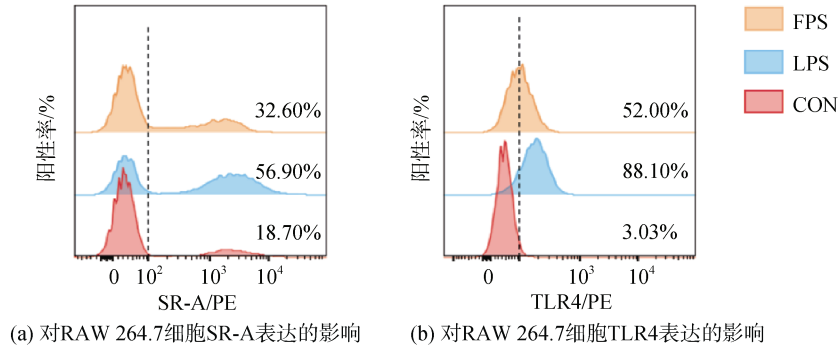 阳性率/%
32.60%
56.90%
18.70%
0 10² 10³ 10⁴
SR-A/PE
(a) 对RAW 264.7细胞SR-A表达的影响
阳性率/%
52.00%
88.10%
3.03%
0 10³ 10⁴
TLR4/PE
(b) 对RAW 264.7细胞TLR4表达的影响
FPS
LPS
CON